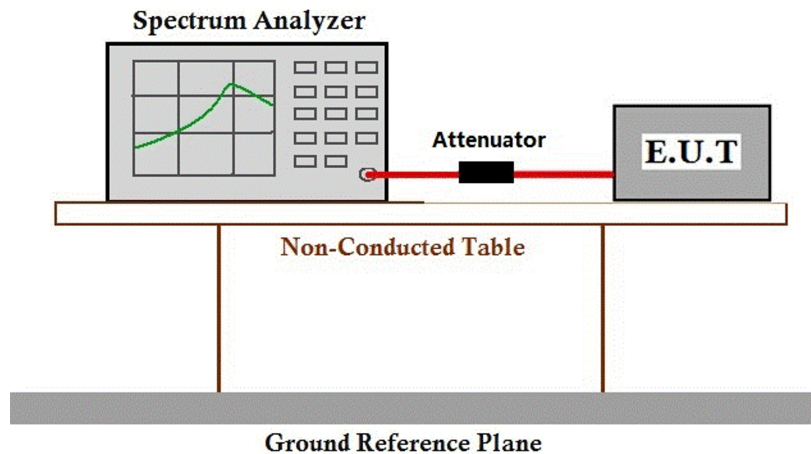 Spectrum Analyzer
Attenuator
E.U.T
Non-Conducted Table
Ground Reference Plane